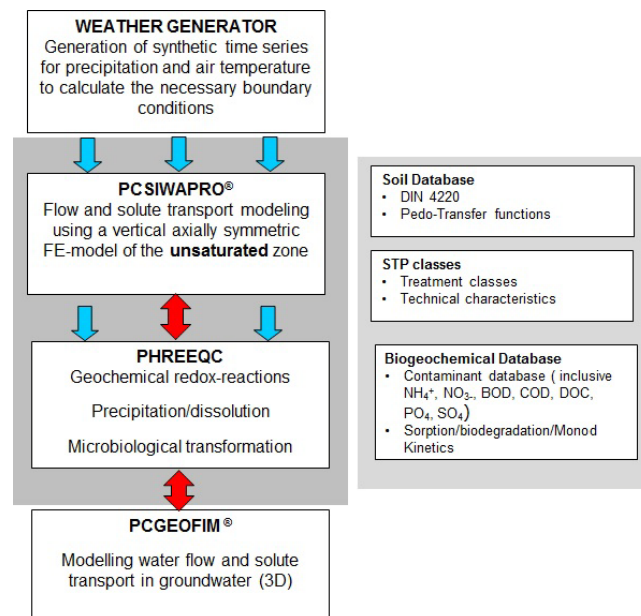 WEATHER GENERATOR
Generation of synthetic time series
for precipitation and air temperature
to calculate the necessary boundary
conditions
PCSIWAPRO®
Flow and solute transport modeling
using a vertical axially symmetric
FE-model of the unsaturated zone
PHREEQC
Geochemical redox-reactions
Precipitation/dissolution
Microbiological transformation
PCGEOFIM ®
Modelling water flow and solute
transport in groundwater (3D)
Soil Database
• DIN 4220
• Pedo-Transfer functions
STP classes
• Treatment classes
• Technical characteristics
Biogeochemical Database
• Contaminant database ( inclusive
NH₄⁺, NO₃₋, BOD, COD, DOC,
PO₄, SO₄)
• Sorption/biodegradation/Monod
Kinetics